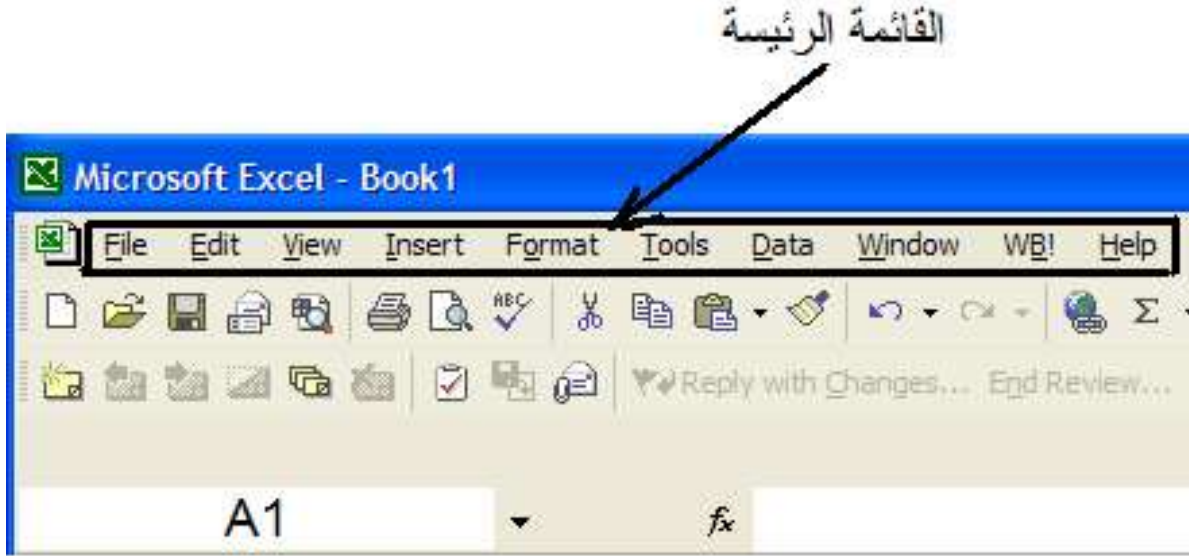 القائمة الرئيسة
Microsoft Excel - Book1
File Edit View Insert Format Tools Data Window WB! Help
ABC Σ
Reply with Changes... End Review...
A1 fx